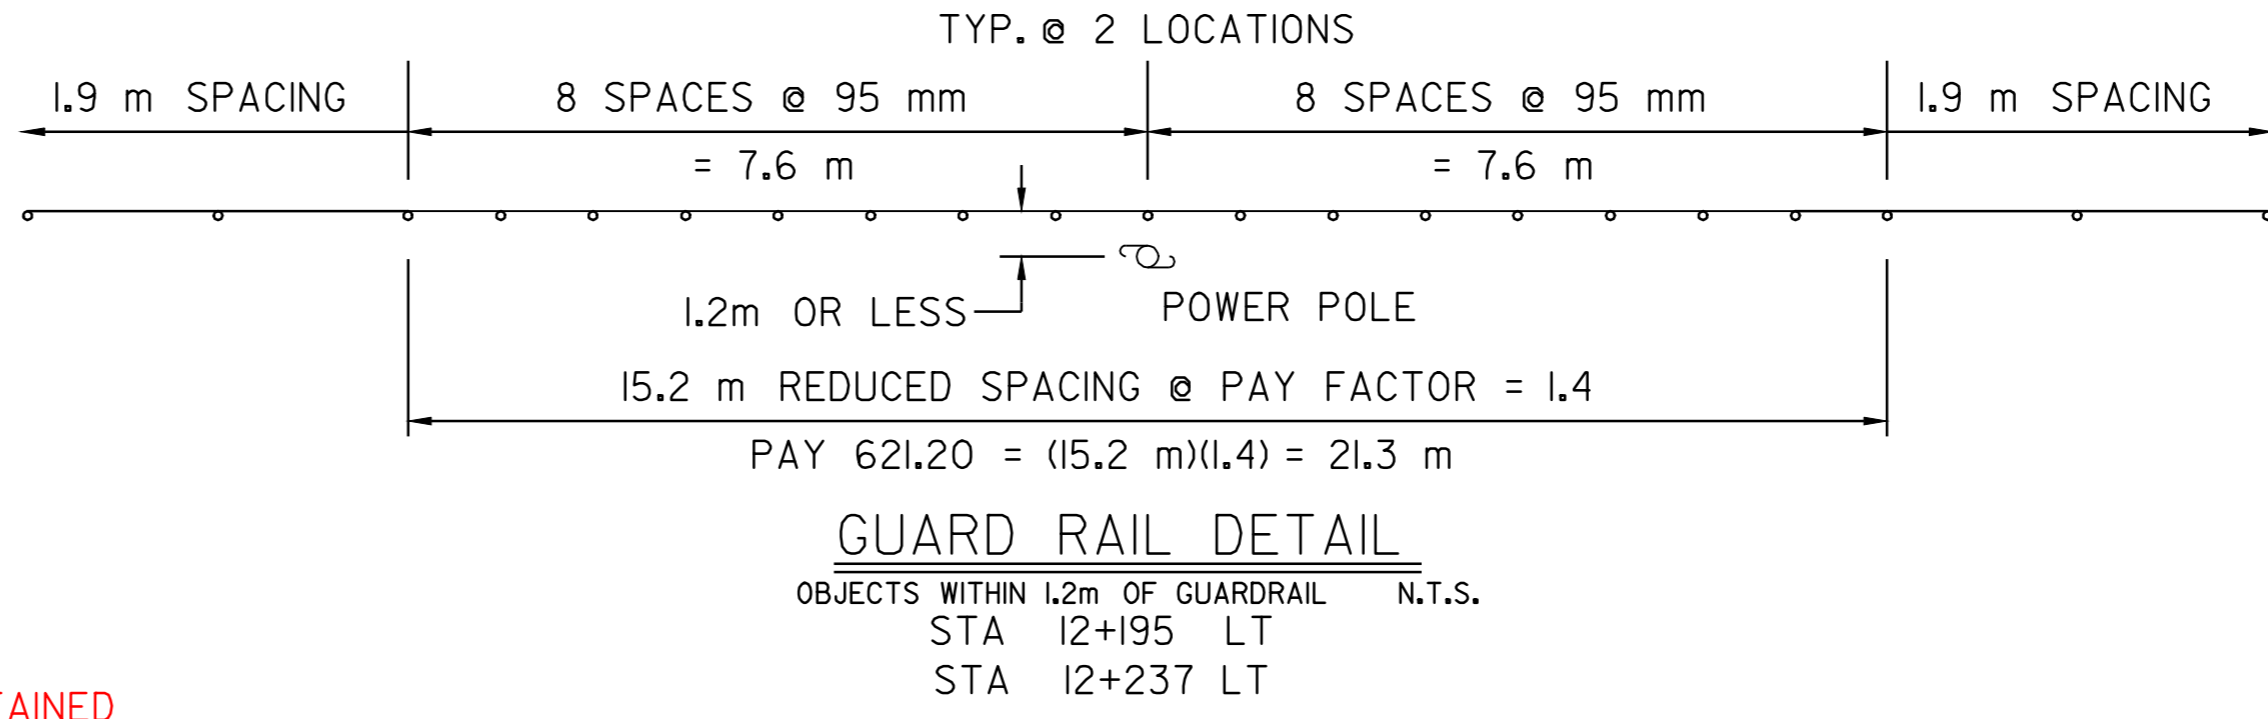 TYP. @ 2 LOCATIONS
1.9 m SPACING
8 SPACES @ 95 mm
8 SPACES @ 95 mm
1.9 m SPACING
= 7.6 m
= 7.6 m
1.2m OR LESS
POWER POLE
15.2 m REDUCED SPACING @ PAY FACTOR = 1.4
PAY 621.20 = (15.2 m)(1.4) = 21.3 m
GUARD RAIL DETAIL
OBJECTS WITHIN 1.2m OF GUARDRAIL N.T.S.
STA 12+195 LT
STA 12+237 LT